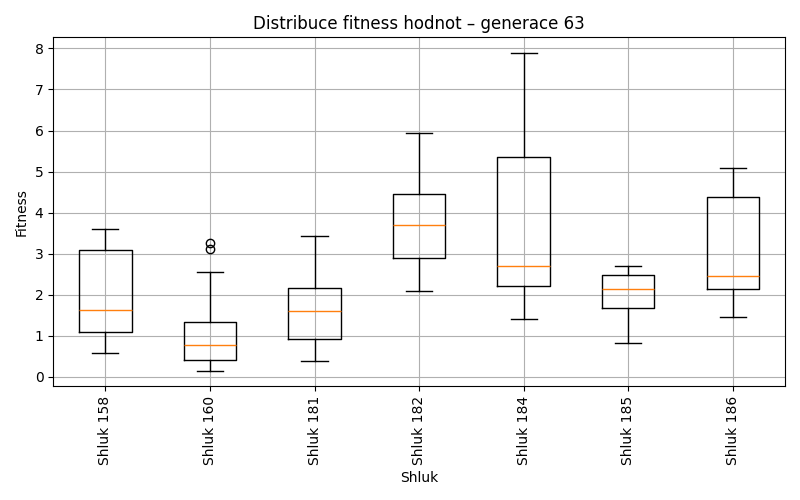 Distribuce fitness hodnot – generace 63
8
7
6
5
4
3
2
1
0
Fitness
Shluk 158
Shluk 160
Shluk 181
Shluk 182
Shluk 184
Shluk 185
Shluk 186
Shluk